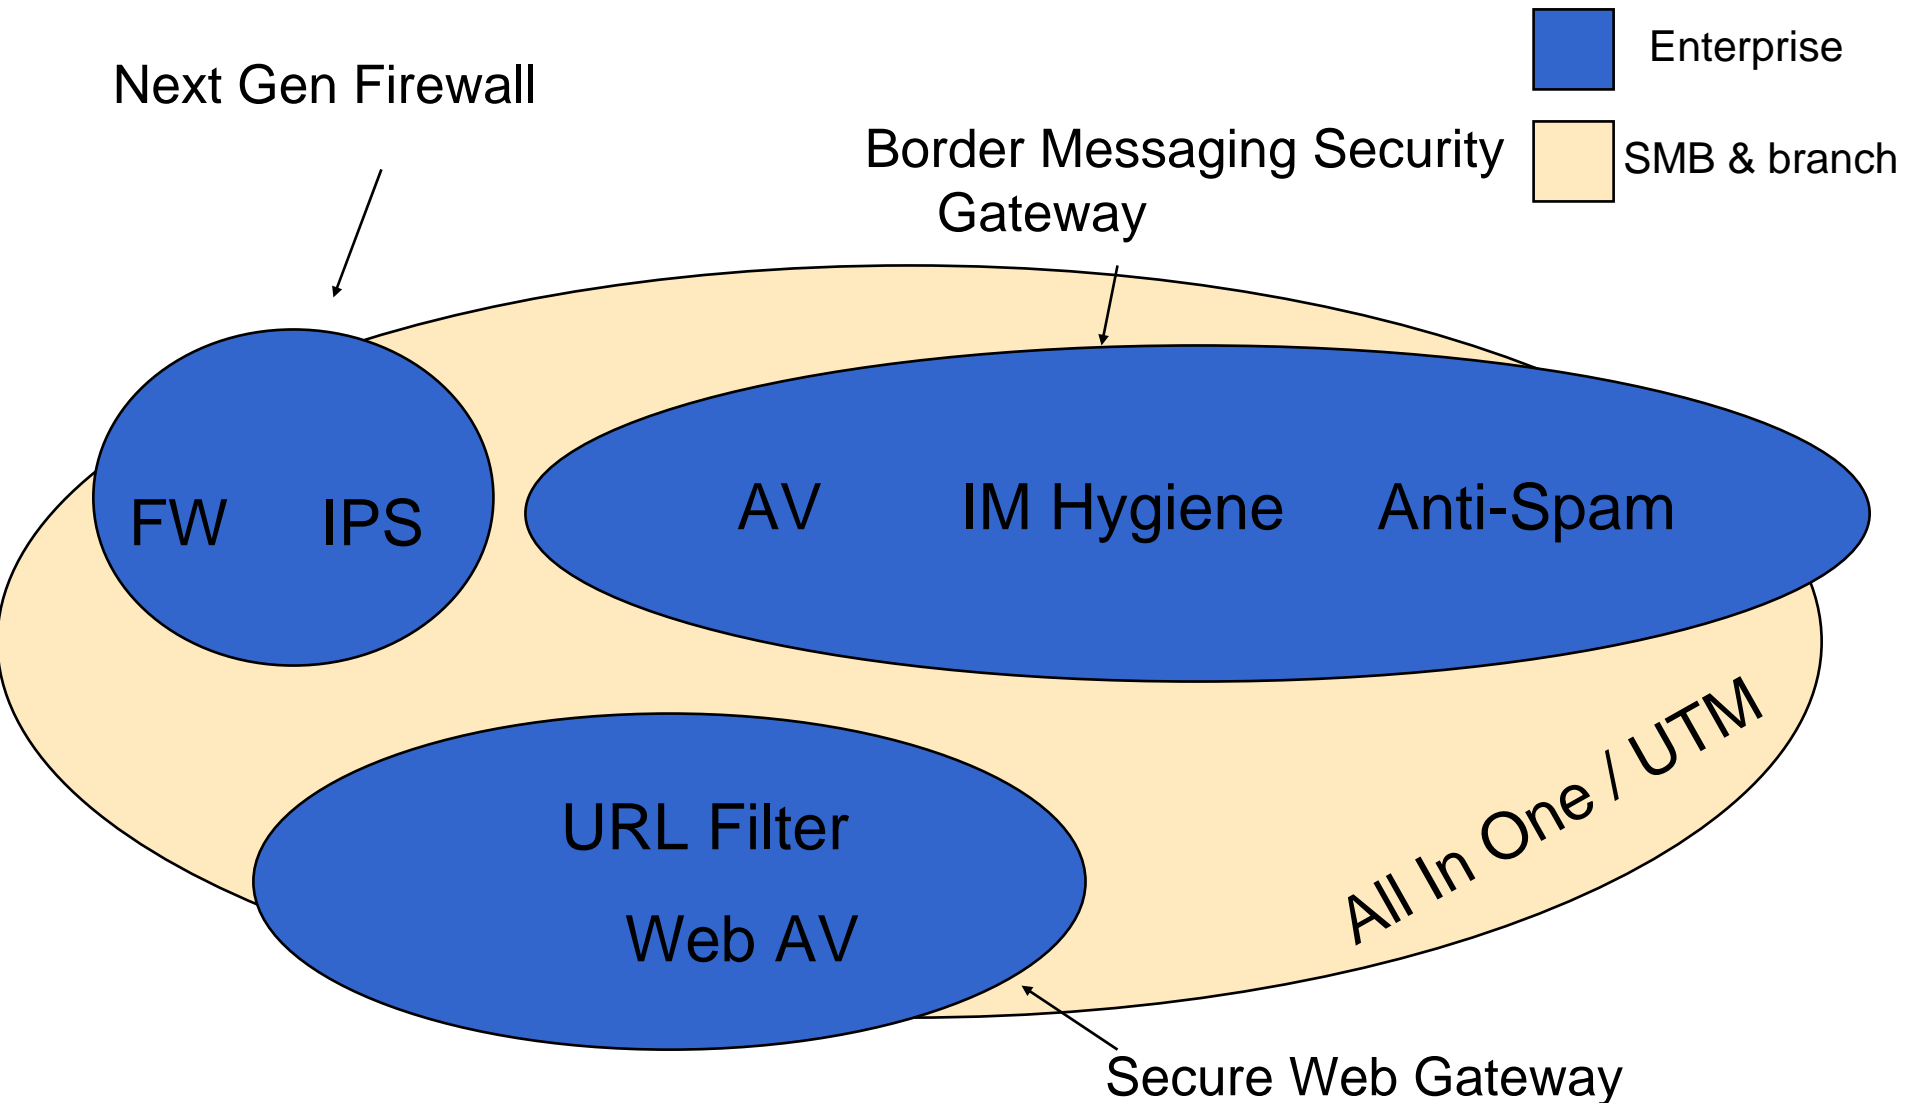 Enterprise
Next Gen Firewall
Border Messaging Security
Gateway
SMB & branch
FW IPS
AV IM Hygiene Anti-Spam
URL Filter
Web AV
All In One / UTM
Secure Web Gateway